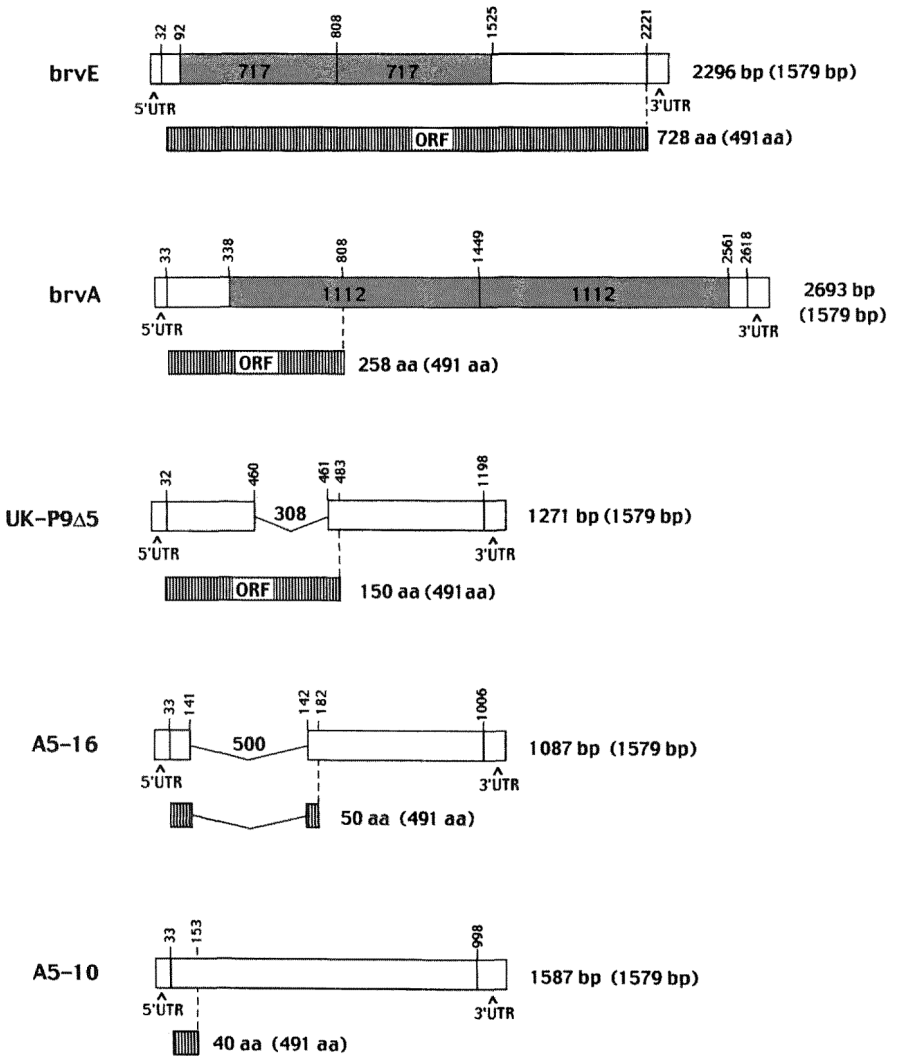 32 92 808 1525 2221
brvE 717 717 2296 bp (1579 bp)
5'UTR 3'UTR
ORF 728 aa (491 aa)
33 338 808 1449 2561 2618
brvA 1112 1112 2693 bp
(1579 bp)
5'UTR 3'UTR
ORF 258 aa (491 aa)
32 460 461 483 1198
UK-P9Δ5 308 1271 bp (1579 bp)
5'UTR 3'UTR
ORF 150 aa (491 aa)
33 141 142 182 1006
A5-16 500 1087 bp (1579 bp)
5'UTR 3'UTR
50 aa (491 aa)
33 153 998
A5-10 1587 bp (1579 bp)
5'UTR 3'UTR
40 aa (491 aa)